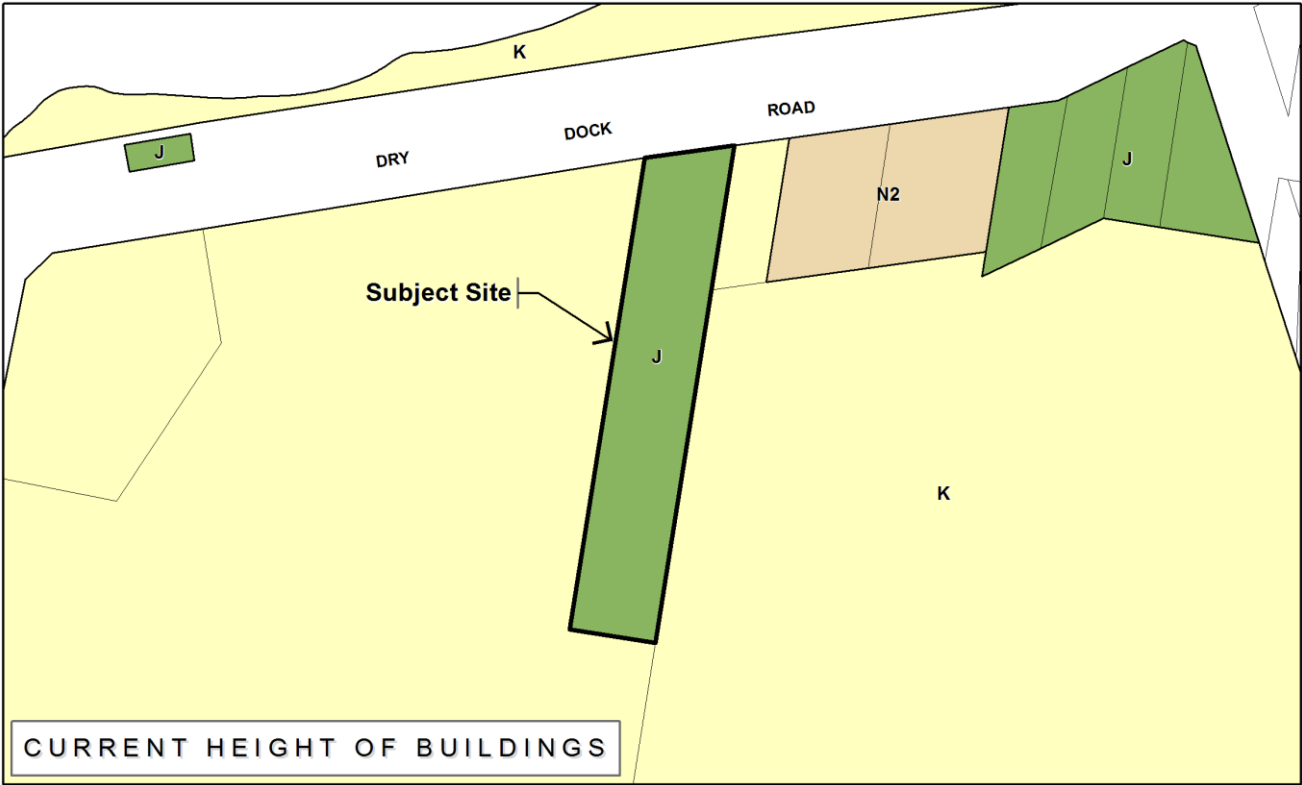 K
ROAD
DOCK
DRY
J
J
N2
Subject Site
J
K
CURRENT HEIGHT OF BUILDINGS